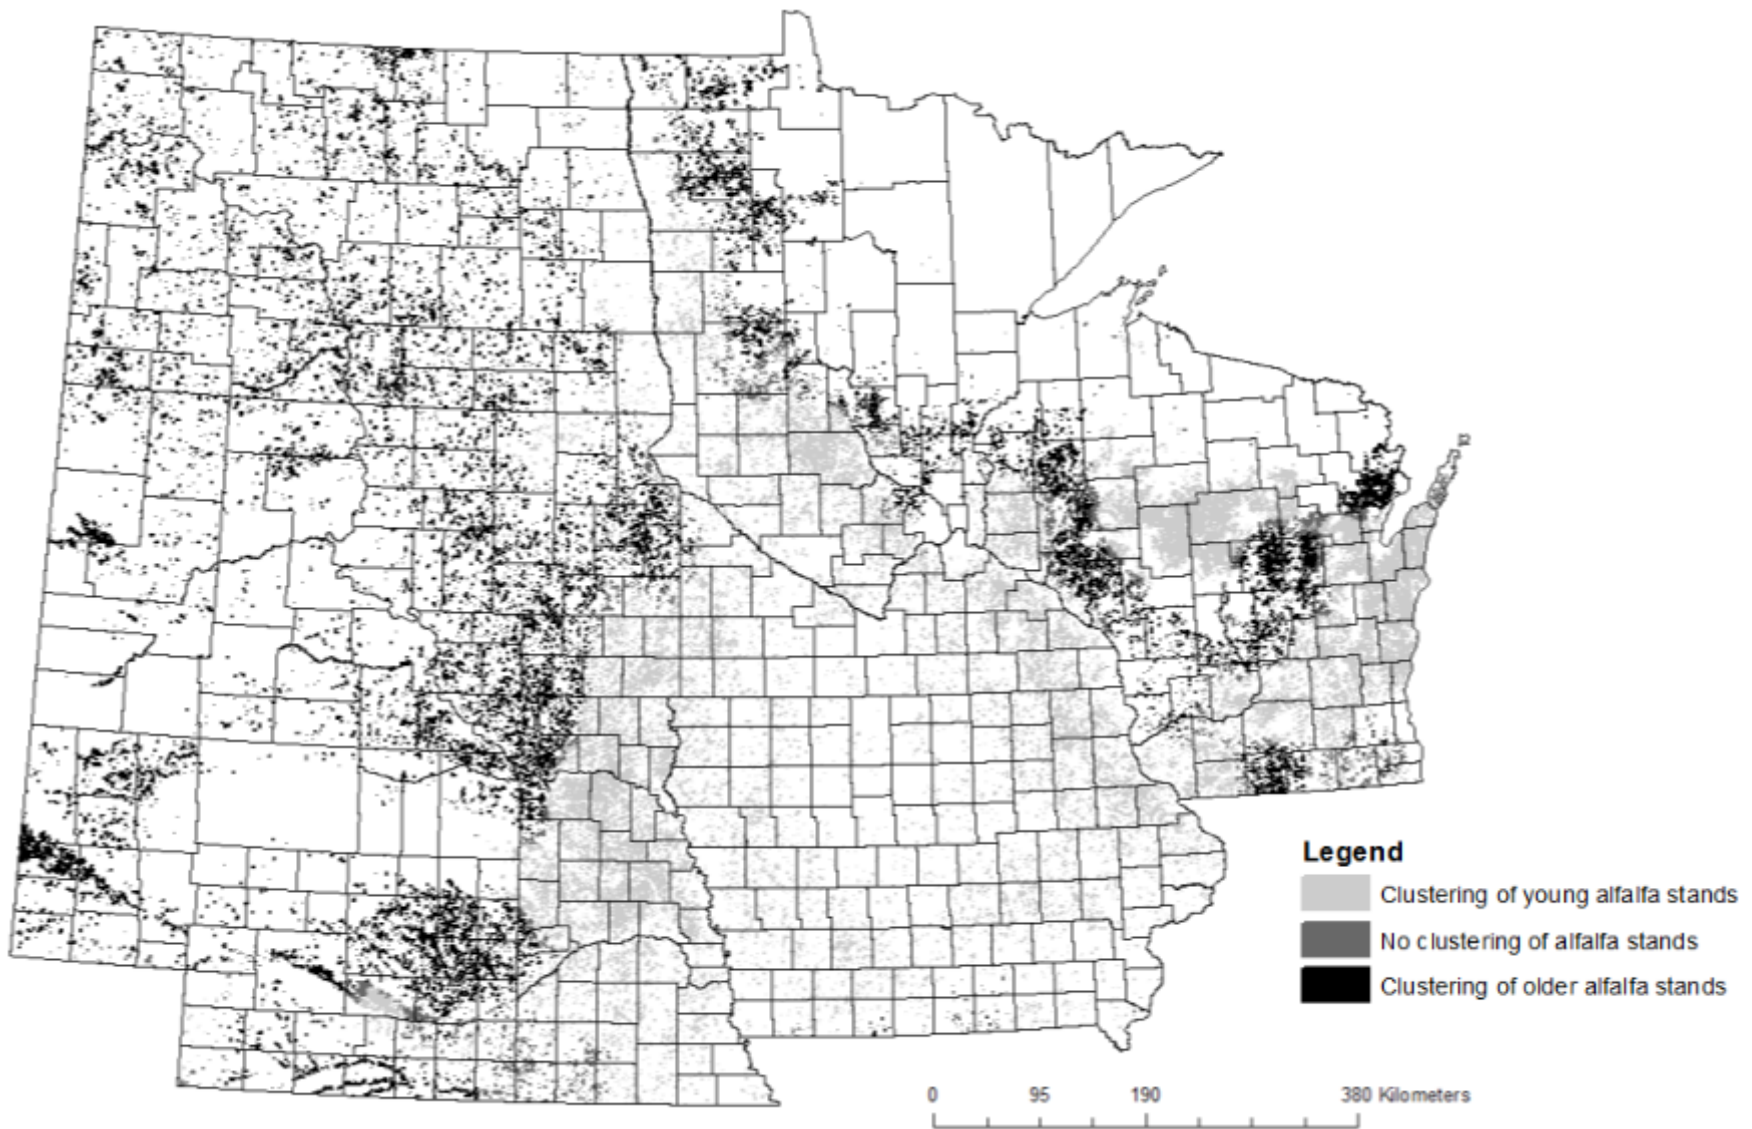 Legend
Clustering of young alfalfa stands
No clustering of alfalfa stands
Clustering of older alfalfa stands
0 95 190 380 Kilometers